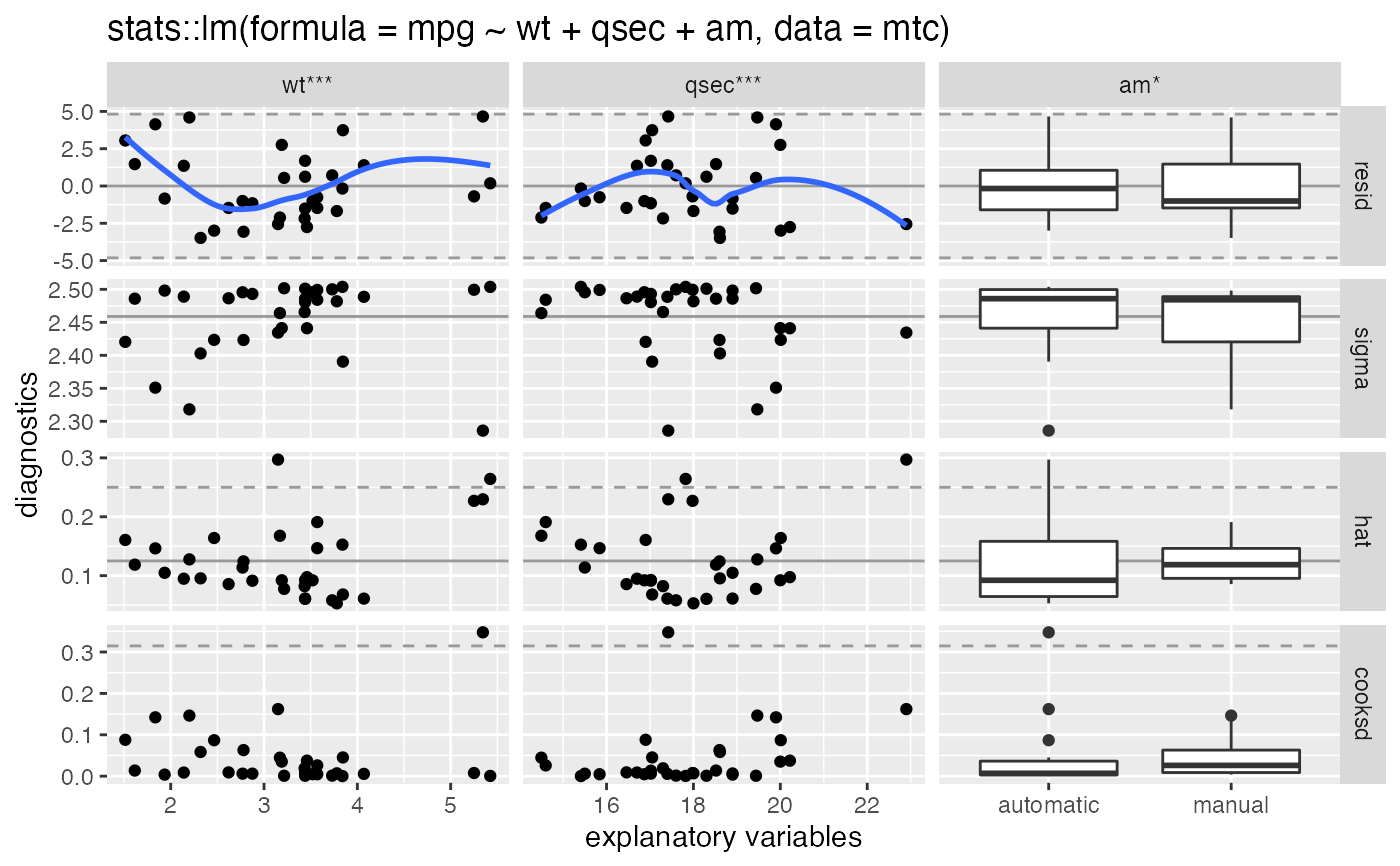 stats::lm(formula = mpg ~ wt + qsec + am, data = mtc)
wt***
qsec***
am*
diagnostics
5.0
2.5
0.0
-2.5
-5.0
resid
2.50
2.45
2.40
2.35
2.30
sigma
0.3
0.2
0.1
hat
0.3
0.2
0.1
0.0
cooksd
2 3 4 5
16 18 20 22
automatic manual
explanatory variables